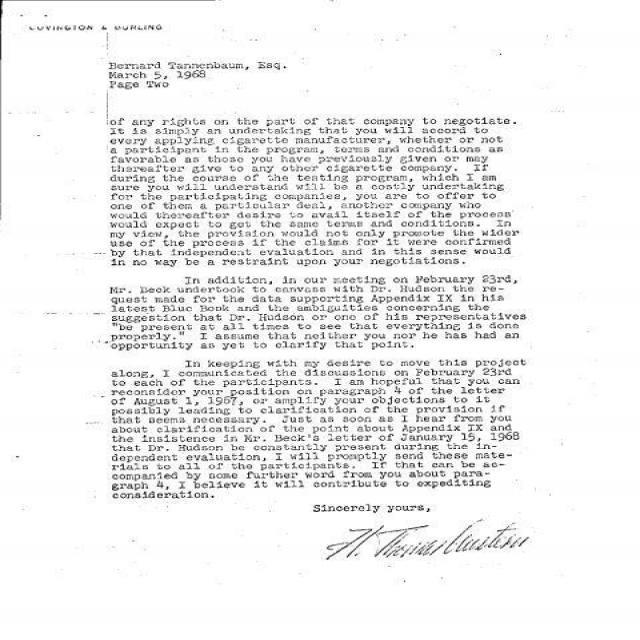 COVINGTON & BURLING
Bernard Tannenbaum, Esq.
March 5, 1968
Page Two
of any rights on the part of that company to negotiate.
It is simply an undertaking that you will accord to
every applying cigarette manufacturer, whether or not
a participant in the program, terms and conditions as
favorable as those you have previously given or may
thereafter give to any other cigarette company. If
during the course of the testing program, which I am
sure you will understand will be a costly undertaking
for the participating companies, you are to offer to
one of them a particular deal, another company who
would thereafter desire to avail itself of the process
would expect to get the same terms and conditions. In
my view, the provision would not only promote the wider
use of the process if the claims for it were confirmed
by that independent evaluation and in this sense would
in no way be a restraint upon your negotiations.
In addition, in our meeting on February 23rd,
Mr. Beck undertook to canvass with Dr. Hudson the re-
quest made for the data supporting Appendix IX in his
latest Blue Book and the ambiguities concerning the
suggestion that Dr. Hudson or one of his representatives
"be present at all times to see that everything is done
properly." I assume that neither you nor he has had an
opportunity as yet to clarify that point.
In keeping with my desire to move this project
along, I communicated the discussions on February 23rd
to each of the participants. I am hopeful that you can
reconsider your position on paragraph 4 of the letter
of August 1, 1967, or amplify your objections to it
possibly leading to clarification of the provision if
that seems necessary. Just as soon as I hear from you
about clarification of the point about Appendix IX and
the insistence in Mr. Beck's letter of January 15, 1968
that Dr. Hudson be constantly present during the in-
dependent evaluation, I will promptly send these mate-
rials to all of the participants. If that can be ac-
companied by some further word from you about para-
graph 4, I believe it will contribute to expediting
consideration.
Sincerely yours,
H. Thomas Austern